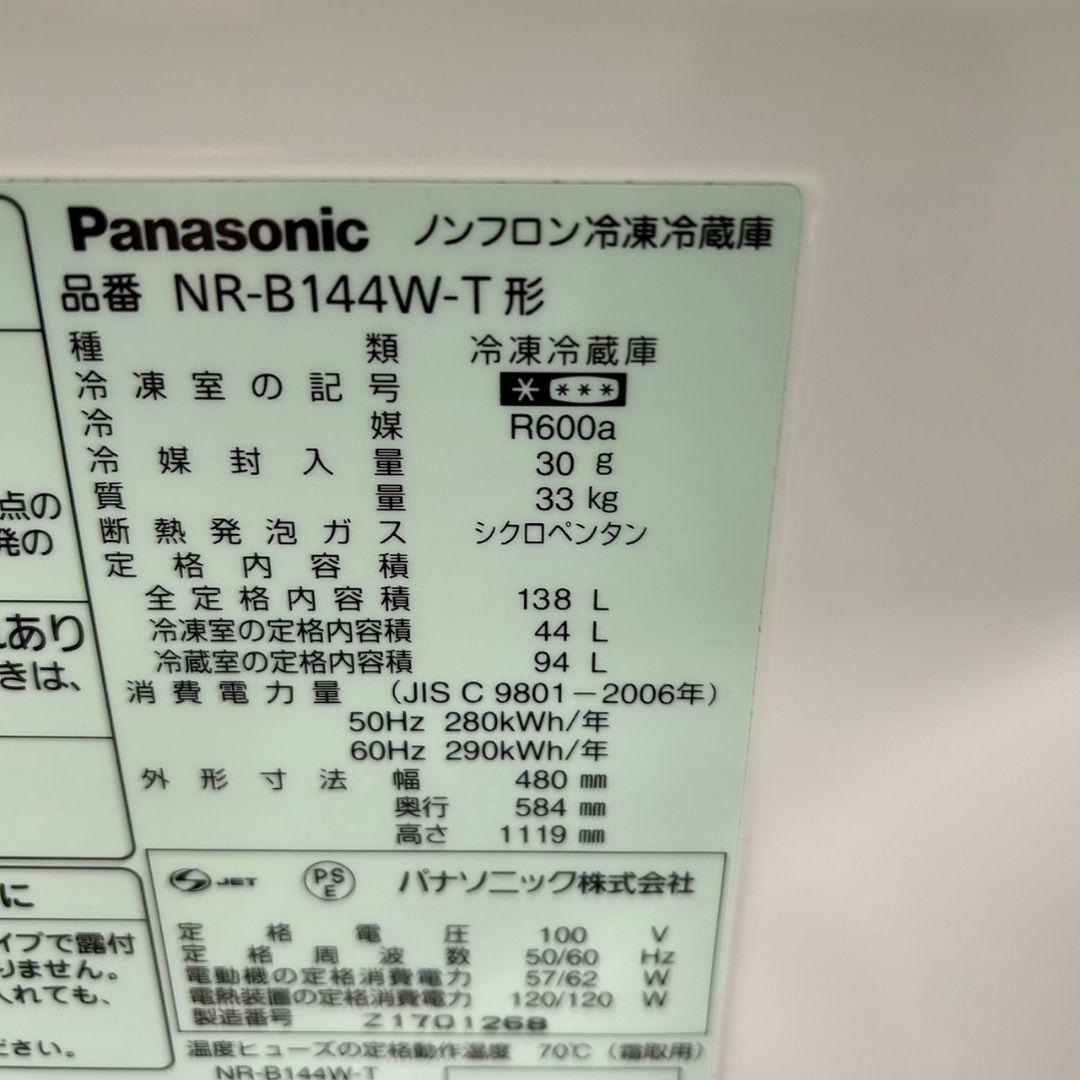 Panasonic ノンフロン冷凍冷蔵庫
品番 NR-B144W-T形
種類 冷凍冷蔵庫
冷凍室の記号 * ***
冷媒 R600a
冷媒封入量 30 g
質量 33 kg
断熱発泡ガス シクロペンタン
定格内容積
全定格内容積 138 L
冷凍室の定格内容積 44 L
冷蔵室の定格内容積 94 L
消費電力量 (JIS C 9801-2006年)
50Hz 280kWh/年
60Hz 290kWh/年
外形寸法 幅 480 mm
奥行 584 mm
高さ 1119 mm
JET PSE パナソニック株式会社
定格電圧 100 V
定格周波数 50/60 Hz
電動機の定格消費電力 57/62 W
電熱装置の定格消費電力 120/120 W
製造番号 Z1701268
温度ヒューズの定格動作温度 70℃ (霜取用)
NR-B144W-T
点の
発の
れあり
きは、
に
イプで露付
りません。
入れても、
ださい。